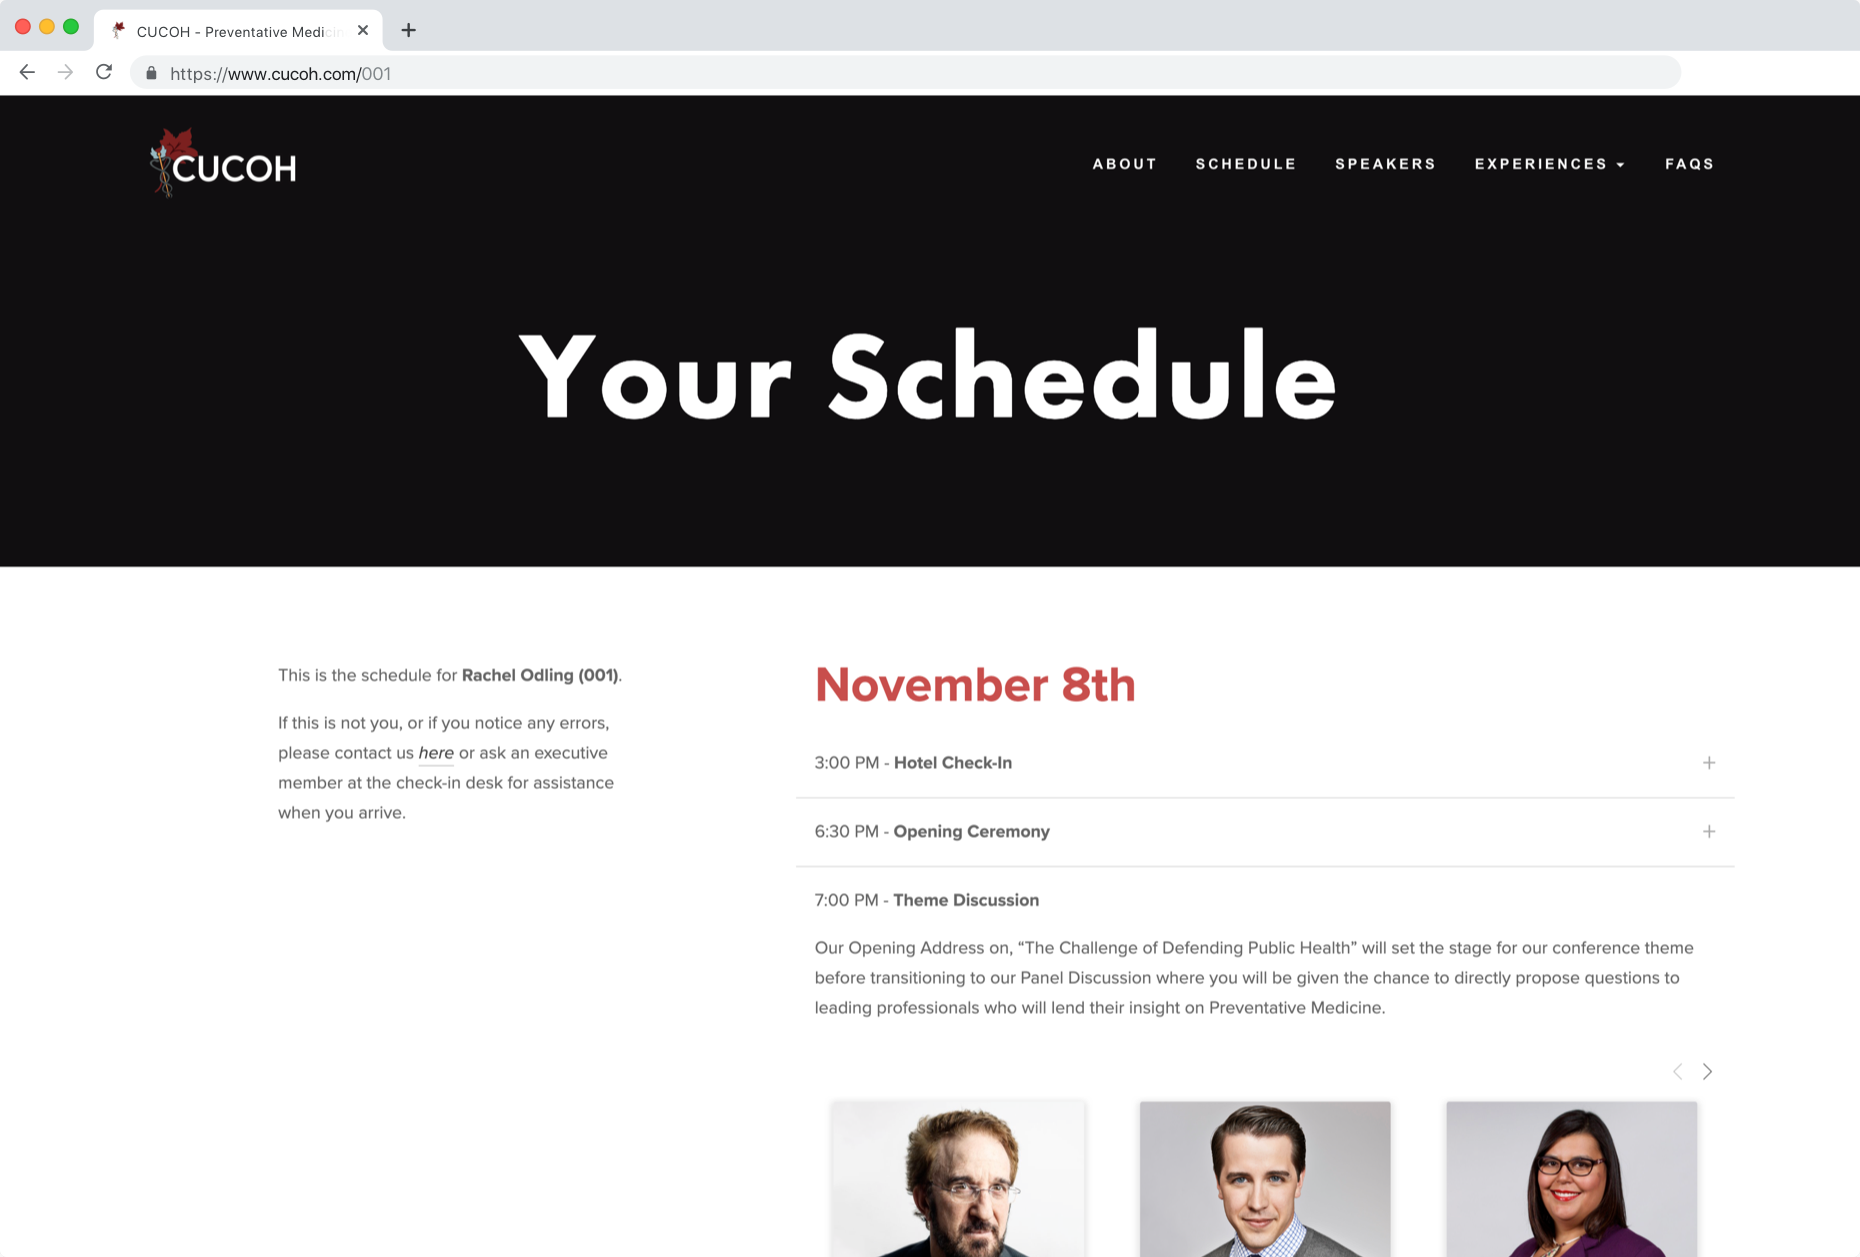 CUCOH - Preventative Medicin
https://www.cucoh.com/001
CUCOH
ABOUT
SCHEDULE
SPEAKERS
EXPERIENCES
FAQS
Your Schedule
This is the schedule for Rachel Odling (001).
If this is not you, or if you notice any errors,
please contact us here or ask an executive
member at the check-in desk for assistance
when you arrive.
November 8th
3:00 PM - Hotel Check-In
6:30 PM - Opening Ceremony
7:00 PM - Theme Discussion
Our Opening Address on, “The Challenge of Defending Public Health” will set the stage for our conference theme
before transitioning to our Panel Discussion where you will be given the chance to directly propose questions to
leading professionals who will lend their insight on Preventative Medicine.